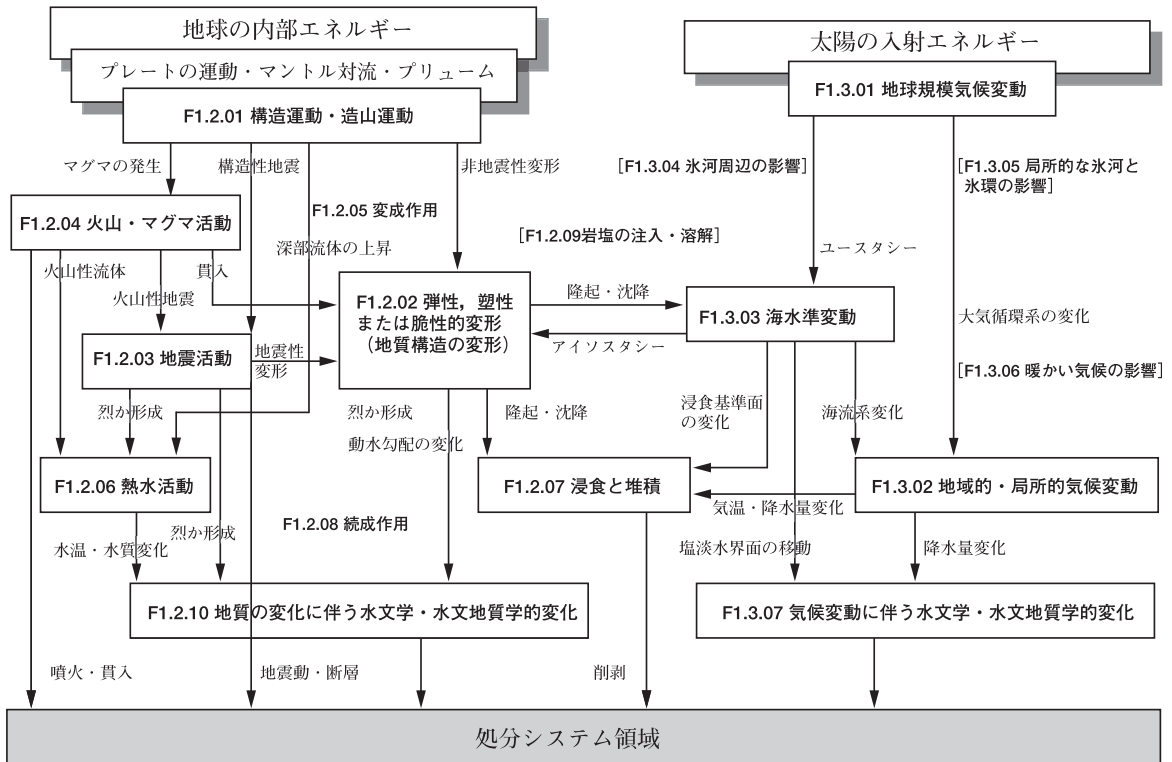 地球の内部エネルギー
プレートの運動・マントル対流・プリューム
F1.2.01 構造運動・造山運動
太陽の入射エネルギー
F1.3.01 地球規模気候変動
マグマの発生
構造性地震
非地震性変形
[F1.3.04 氷河周辺の影響]
[F1.3.05 局所的な氷河と
氷環の影響]
F1.2.04 火山・マグマ活動
F1.2.05 変成作用
[F1.2.09岩塩の注入・溶解]
深部流体の上昇
ユースタシー
火山性流体
貫入
火山性地震
F1.2.02 弾性，塑性
または脆性的変形
（地質構造の変形）
隆起・沈降
アイソスタシー
F1.3.03 海水準変動
大気循環系の変化
F1.2.03 地震活動
地震性
変形
[F1.3.06 暖かい気候の影響]
烈か形成
烈か形成
動水勾配の変化
隆起・沈降
浸食基準面
の変化
海流系変化
F1.2.06 熱水活動
F1.2.07 浸食と堆積
F1.3.02 地域的・局所的気候変動
気温・降水量変化
F1.2.08 続成作用
烈か形成
水温・水質変化
塩淡水界面の移動
降水量変化
F1.2.10 地質の変化に伴う水文学・水文地質学的変化
F1.3.07 気候変動に伴う水文学・水文地質学的変化
噴火・貫入
地震動・断層
削剥
処分システム領域